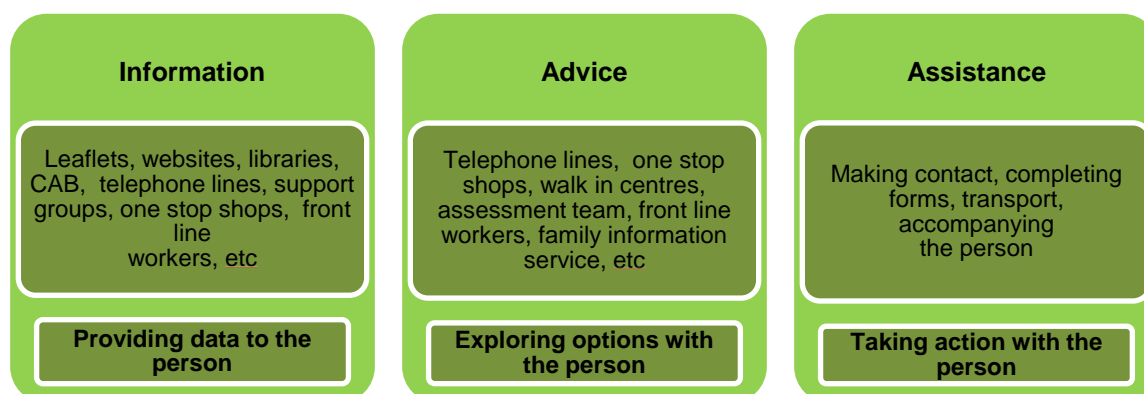 Information
Leaflets, websites, libraries,
CAB, telephone lines, support
groups, one stop shops, front
line
workers, etc
Providing data to the
person
Advice
Telephone lines, one stop
shops, walk in centres,
assessment team, front line
workers, family information
service, etc
Exploring options with
the person
Assistance
Making contact, completing
forms, transport,
accompanying
the person
Taking action with the
person